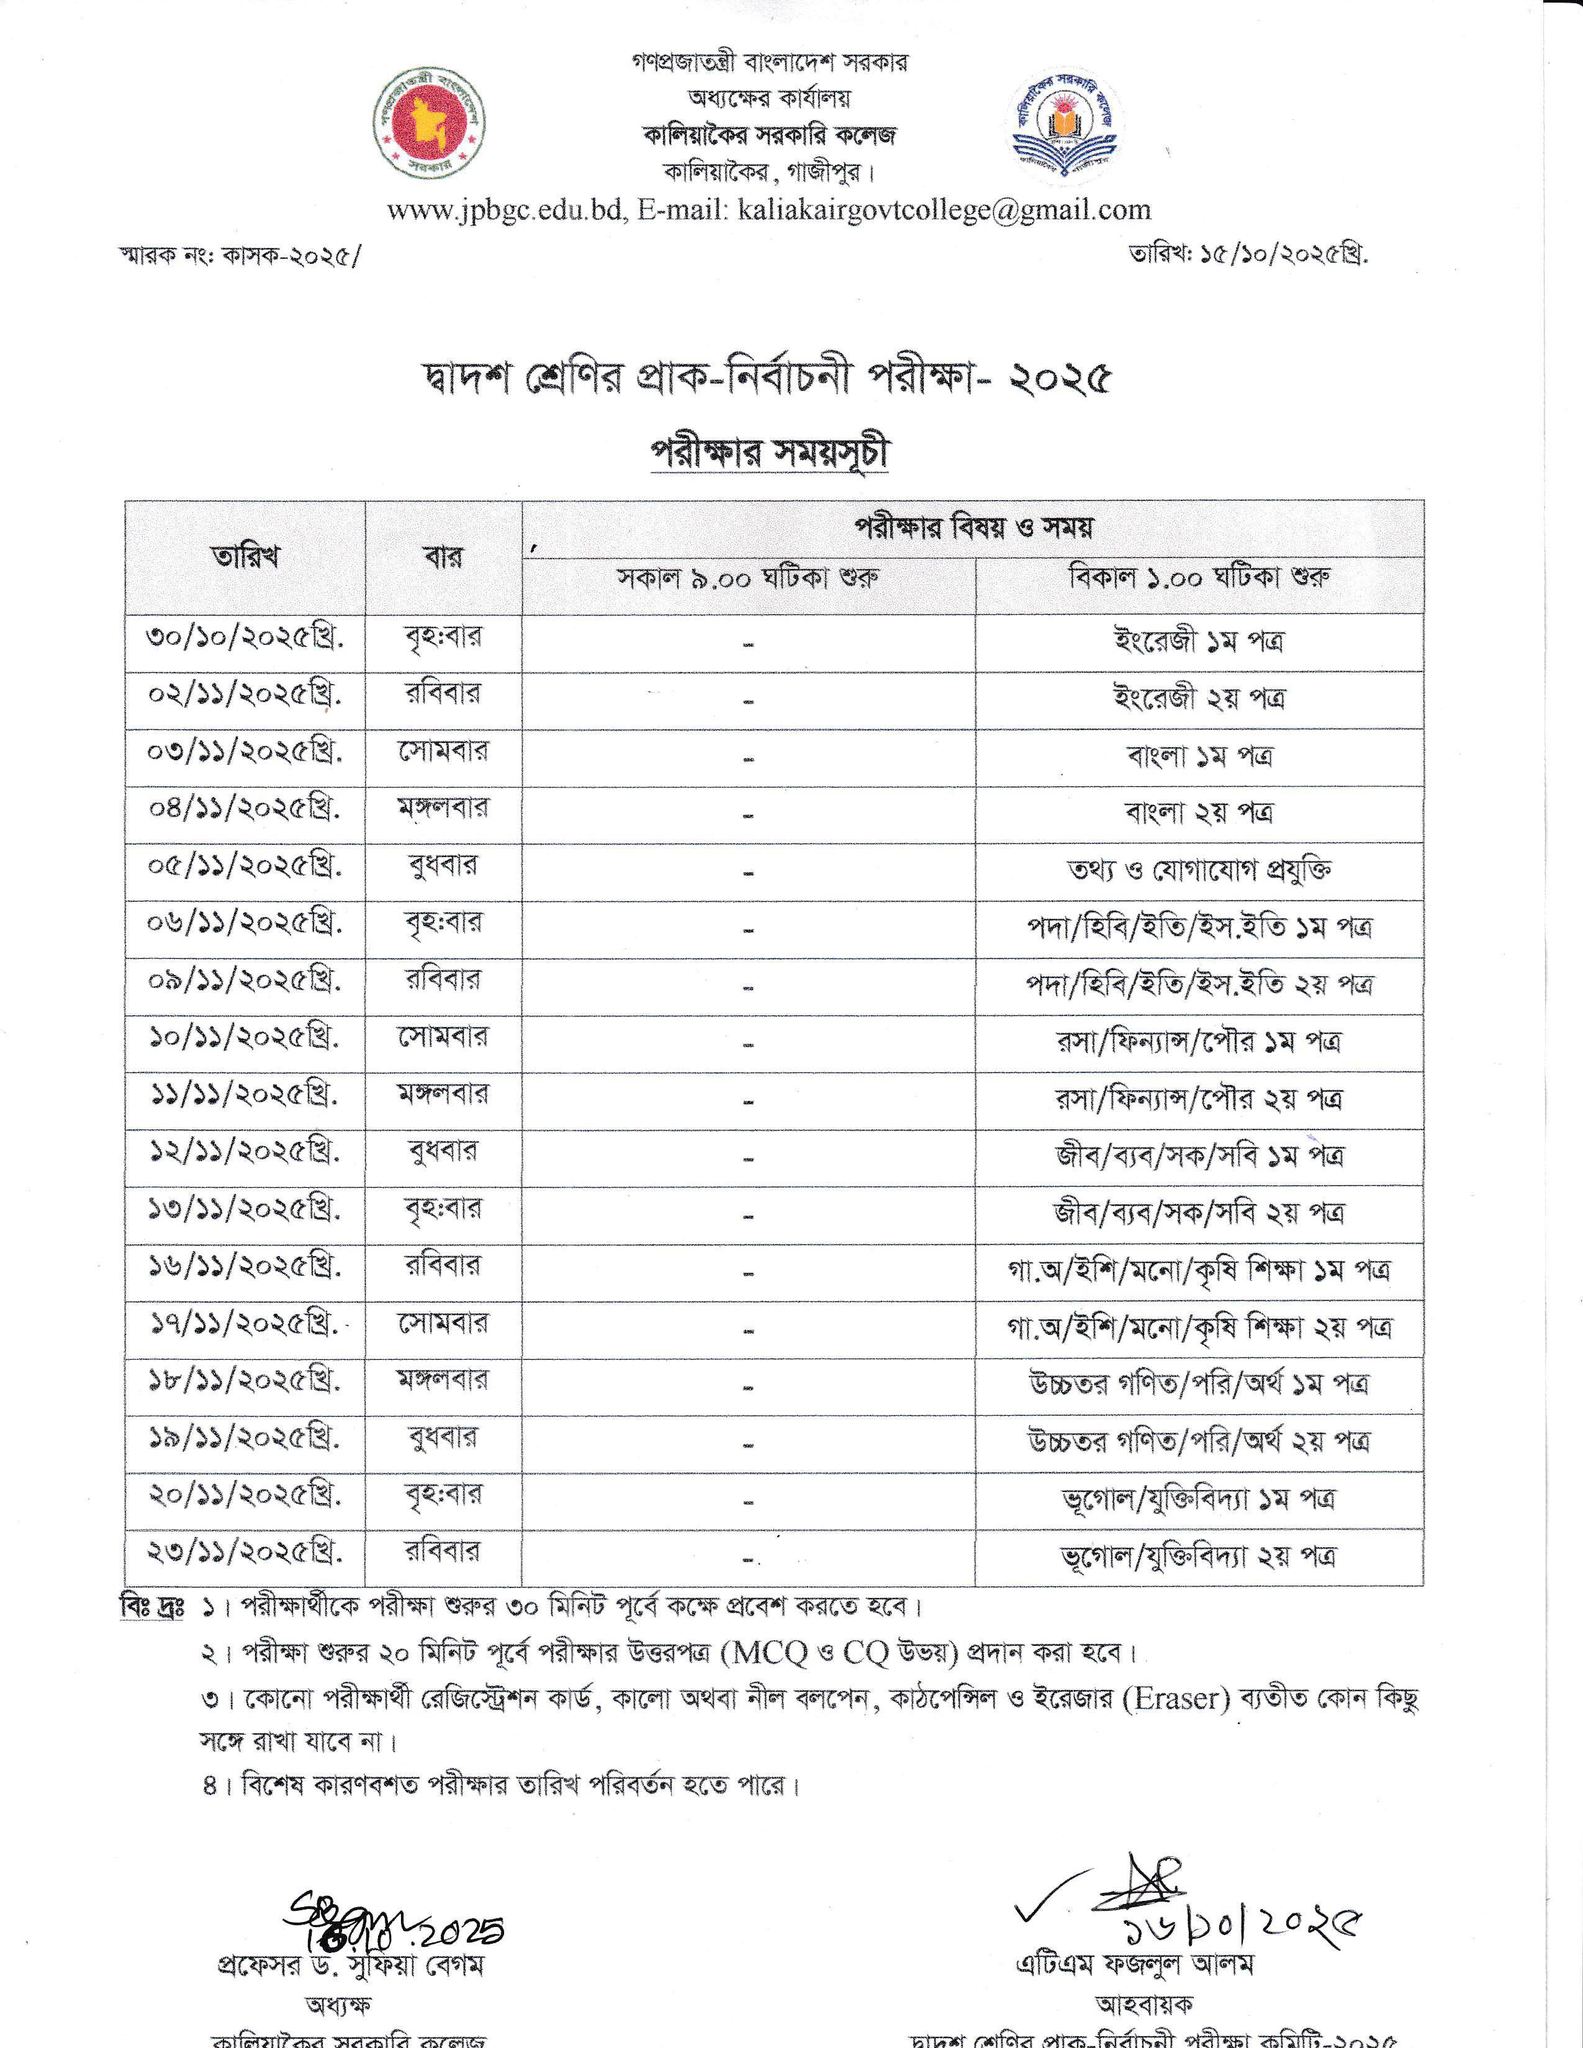 গণপ্রজাতন্ত্রী বাংলাদেশ সরকার
অধ্যক্ষের কার্যালয়
কালিয়াকৈর সরকারি কলেজ
কালিয়াকৈর, গাজীপুর।
www.jpbgc.edu.bd, E-mail: kaliakairgovtcollege@gmail.com
গণপ্রজাতন্ত্রী বাংলাদেশ
সরকার
কালিয়াকৈর সরকারি কলেজ
কালিয়াকৈর গাজীপুর
স্মারক নং: কাসক-২০২৫/ তারিখ: ১৫/১০/২০২৫খ্রি.
দ্বাদশ শ্রেণির প্রাক-নির্বাচনী পরীক্ষা- ২০২৫
পরীক্ষার সময়সূচী
তারিখ বার পরীক্ষার বিষয় ও সময়
সকাল ৯.০০ ঘটিকা শুরু বিকাল ১.০০ ঘটিকা শুরু
৩০/১০/২০২৫খ্রি. বৃহ:বার - ইংরেজী ১ম পত্র
০২/১১/২০২৫খ্রি. রবিবার - ইংরেজী ২য় পত্র
০৩/১১/২০২৫খ্রি. সোমবার - বাংলা ১ম পত্র
০৪/১১/২০২৫খ্রি. মঙ্গলবার - বাংলা ২য় পত্র
০৫/১১/২০২৫খ্রি. বুধবার - তথ্য ও যোগাযোগ প্রযুক্তি
০৬/১১/২০২৫খ্রি. বৃহ:বার - পদা/হিবি/ইতি/ইস.ইতি ১ম পত্র
০৯/১১/২০২৫খ্রি. রবিবার - পদা/হিবি/ইতি/ইস.ইতি ২য় পত্র
১০/১১/২০২৫খ্রি. সোমবার - রসা/ফিন্যান্স/পৌর ১ম পত্র
১১/১১/২০২৫খ্রি. মঙ্গলবার - রসা/ফিন্যান্স/পৌর ২য় পত্র
১২/১১/২০২৫খ্রি. বুধবার - জীব/ব্যব/সক/সবি ১ম পত্র
১৩/১১/২০২৫খ্রি. বৃহ:বার - জীব/ব্যব/সক/সবি ২য় পত্র
১৬/১১/২০২৫খ্রি. রবিবার - গা.অ/ইশি/মনো/কৃষি শিক্ষা ১ম পত্র
১৭/১১/২০২৫খ্রি. সোমবার - গা.অ/ইশি/মনো/কৃষি শিক্ষা ২য় পত্র
১৮/১১/২০২৫খ্রি. মঙ্গলবার - উচ্চতর গণিত/পরি/অর্থ ১ম পত্র
১৯/১১/২০২৫খ্রি. বুধবার - উচ্চতর গণিত/পরি/অর্থ ২য় পত্র
২০/১১/২০২৫খ্রি. বৃহ:বার - ভূগোল/যুক্তিবিদ্যা ১ম পত্র
২৩/১১/২০২৫খ্রি. রবিবার - ভূগোল/যুক্তিবিদ্যা ২য় পত্র
বিঃ দ্রঃ ১। পরীক্ষার্থীকে পরীক্ষা শুরুর ৩০ মিনিট পূর্বে কক্ষে প্রবেশ করতে হবে।
২। পরীক্ষা শুরুর ২০ মিনিট পূর্বে পরীক্ষার উত্তরপত্র (MCQ ও CQ উভয়) প্রদান করা হবে।
৩। কোনো পরীক্ষার্থী রেজিস্ট্রেশন কার্ড, কালো অথবা নীল বলপেন, কাঠপেন্সিল ও ইরেজার (Eraser) ব্যতীত কোন কিছু
সঙ্গে রাখা যাবে না।
৪। বিশেষ কারণবশত পরীক্ষার তারিখ পরিবর্তন হতে পারে।
.10.2025 ১৬/১০/২০২৫
প্রফেসর ড. সুফিয়া বেগম এটিএম ফজলুল আলম
অধ্যক্ষ আহবায়ক
কালিয়াকৈর সরকারি কলেজ দ্বাদশ শ্রেণির প্রাক-নির্বাচনী পরীক্ষা কমিটি-২০২৫